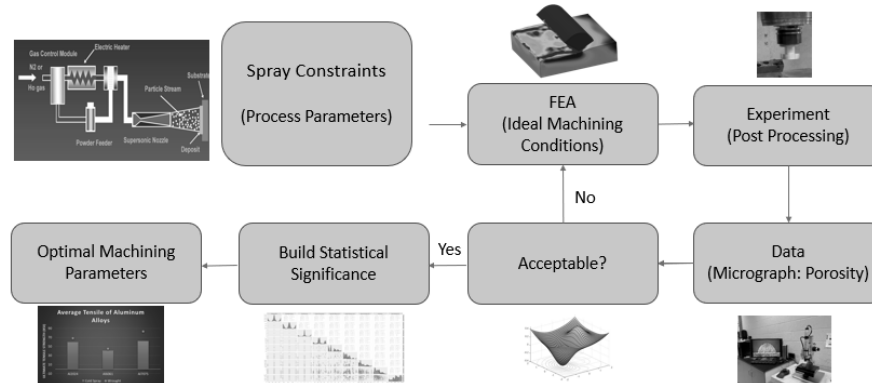 Gas Control Module
Electric Heater
N2 or
He gas
Particle Stream
Substrate
Powder Feeder
Supersonic Nozzle
Deposit
Spray Constraints
(Process Parameters)
FEA
(Ideal Machining
Conditions)
Experiment
(Post Processing)
No
Optimal Machining
Parameters
Build Statistical
Significance
Yes
Acceptable?
Data
(Micrograph: Porosity)
Average Tensile of Aluminum
Alloys